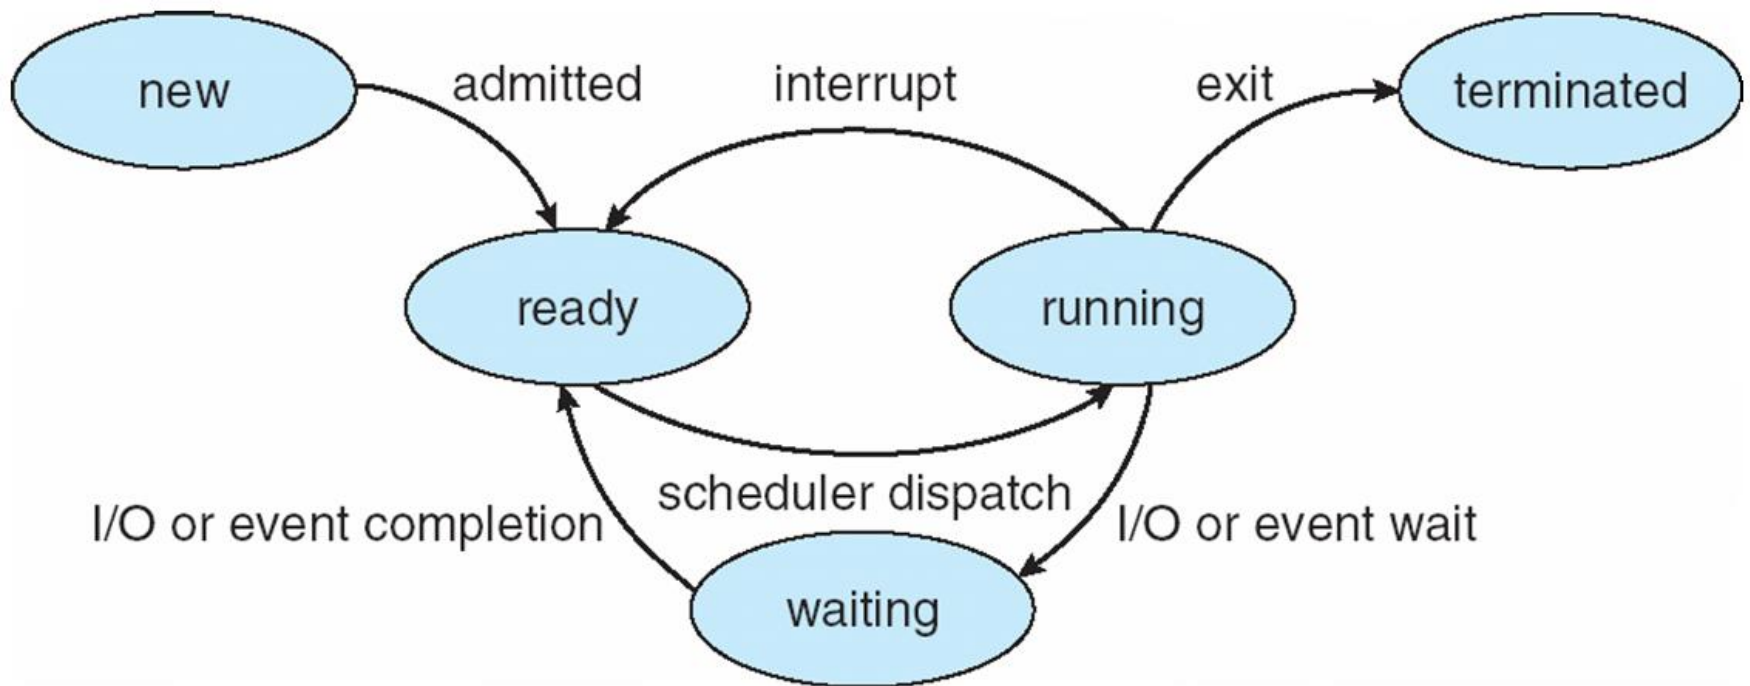 new
admitted
interrupt
exit
terminated
ready
running
scheduler dispatch
I/O or event completion
I/O or event wait
waiting